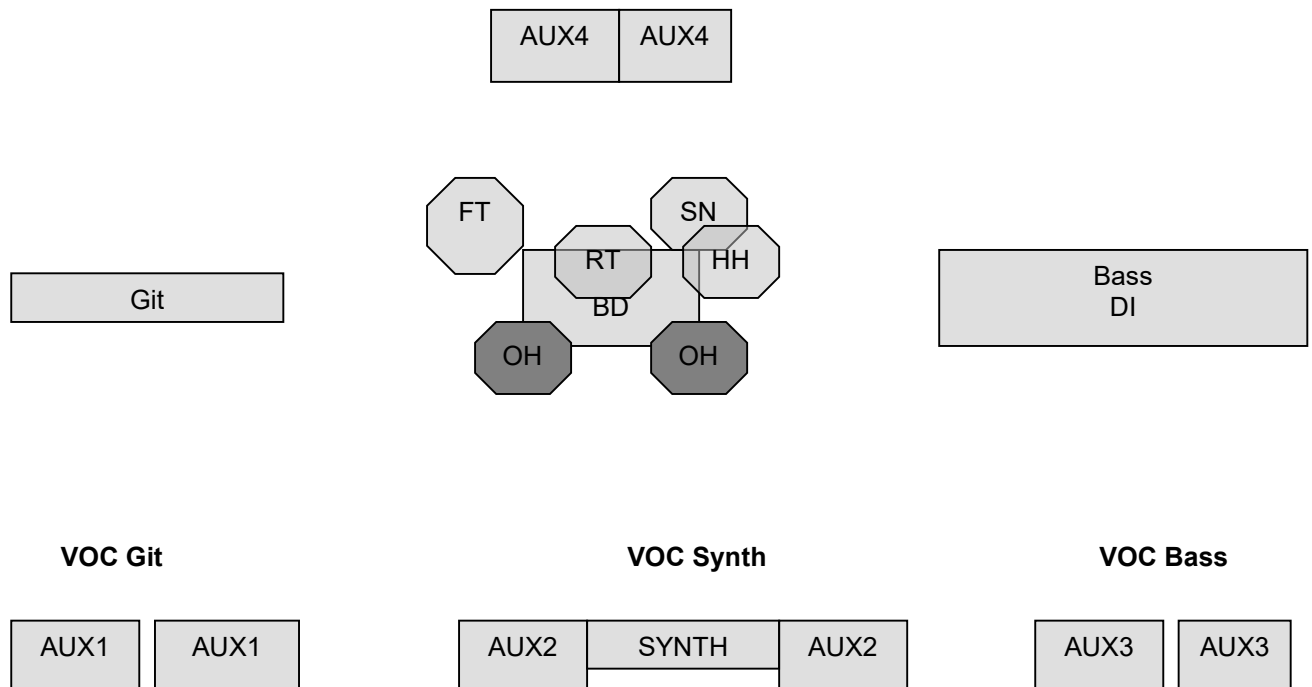 AUX4 AUX4
FT SN
RT HH
Git BD Bass
DI
OH OH
VOC Git VOC Synth VOC Bass
AUX1 AUX1 AUX2 SYNTH AUX2 AUX3 AUX3